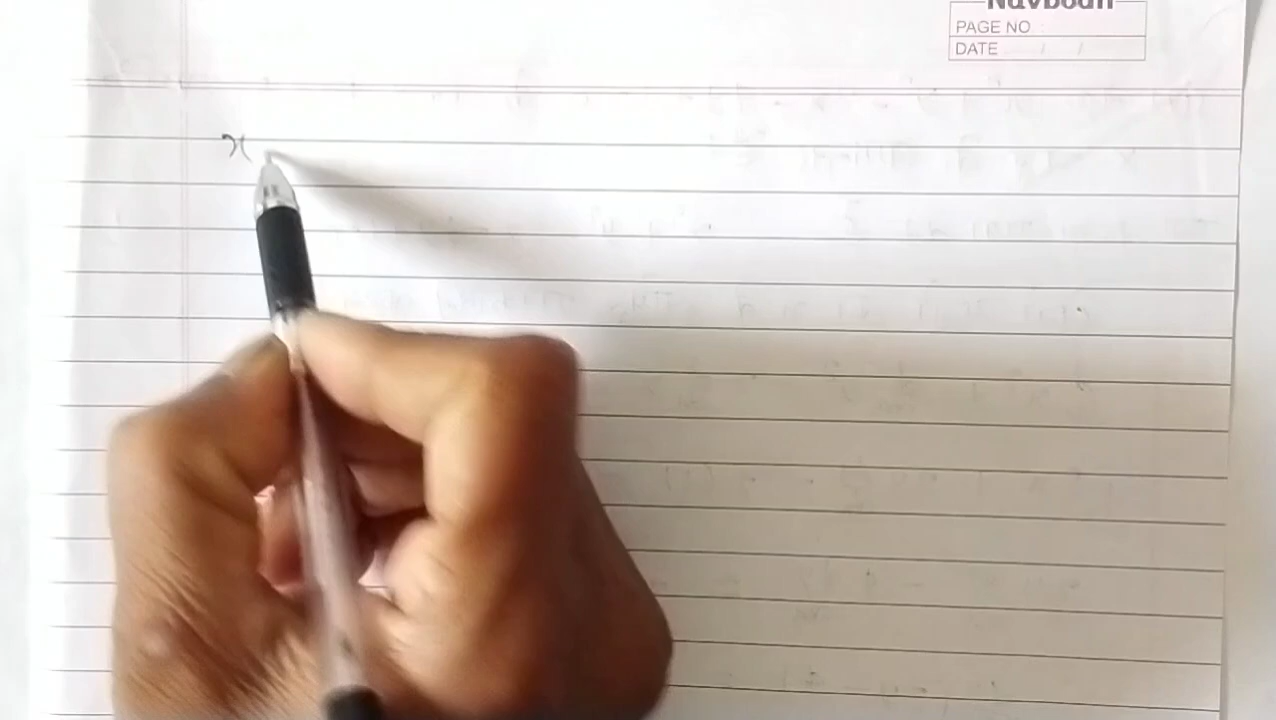 Navbodh
PAGE NO :
DATE / /
x